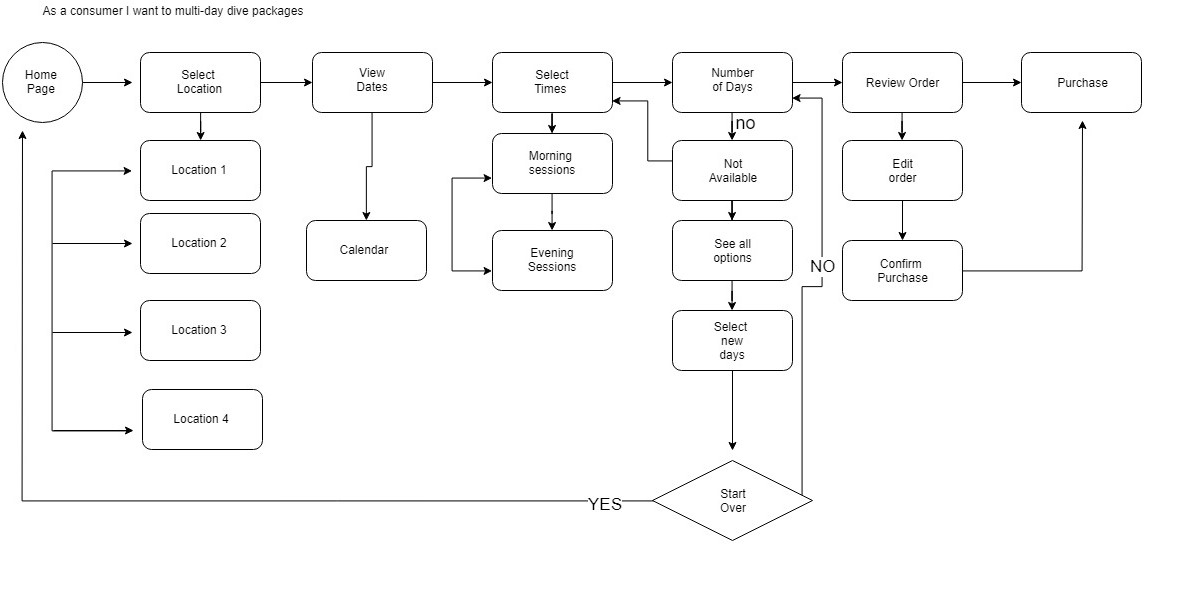 As a consumer I want to multi-day dive packages
Home
Page
Select
Location
View
Dates
Select
Times
Number
of Days
Review Order
Purchase
no
Location 1
Morning
sessions
Not
Available
Edit
order
Location 2
Calendar
Evening
Sessions
See all
options
NO
Confirm
Purchase
Location 3
Select
new
days
Location 4
YES
Start
Over